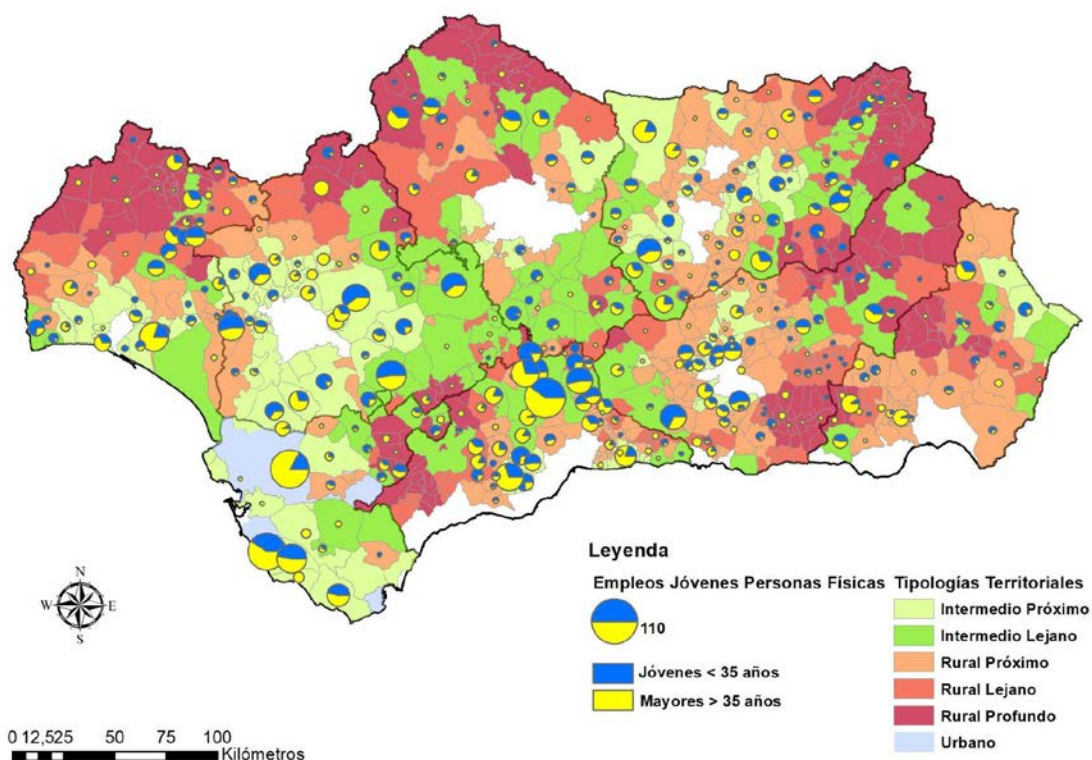 Leyenda
Empleos Jóvenes Personas Físicas
110
Jóvenes < 35 años
Mayores > 35 años
Tipologías Territoriales
Intermedio Próximo
Intermedio Lejano
Rural Próximo
Rural Lejano
Rural Profundo
Urbano
N
W E
S
0 12,525 50 75 100
Kilómetros